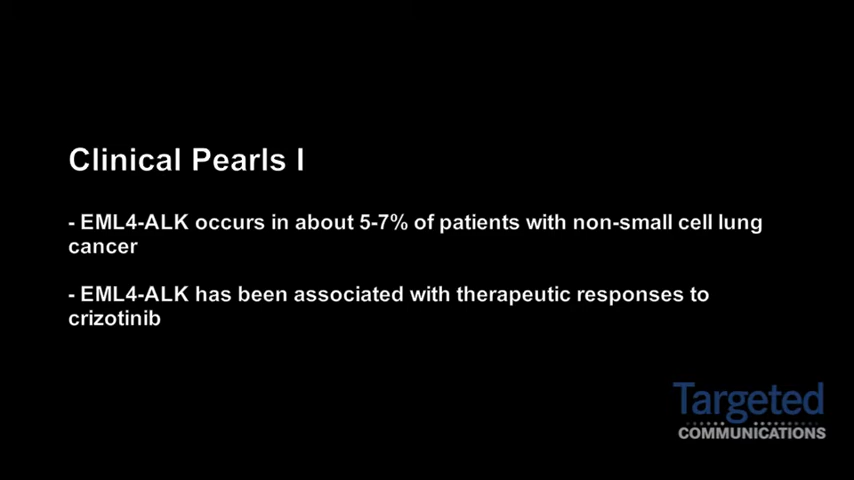 Clinical Pearls I
- EML4-ALK occurs in about 5-7% of patients with non-small cell lung
cancer
- EML4-ALK has been associated with therapeutic responses to
crizotinib
Targeted
COMMUNICATIONS